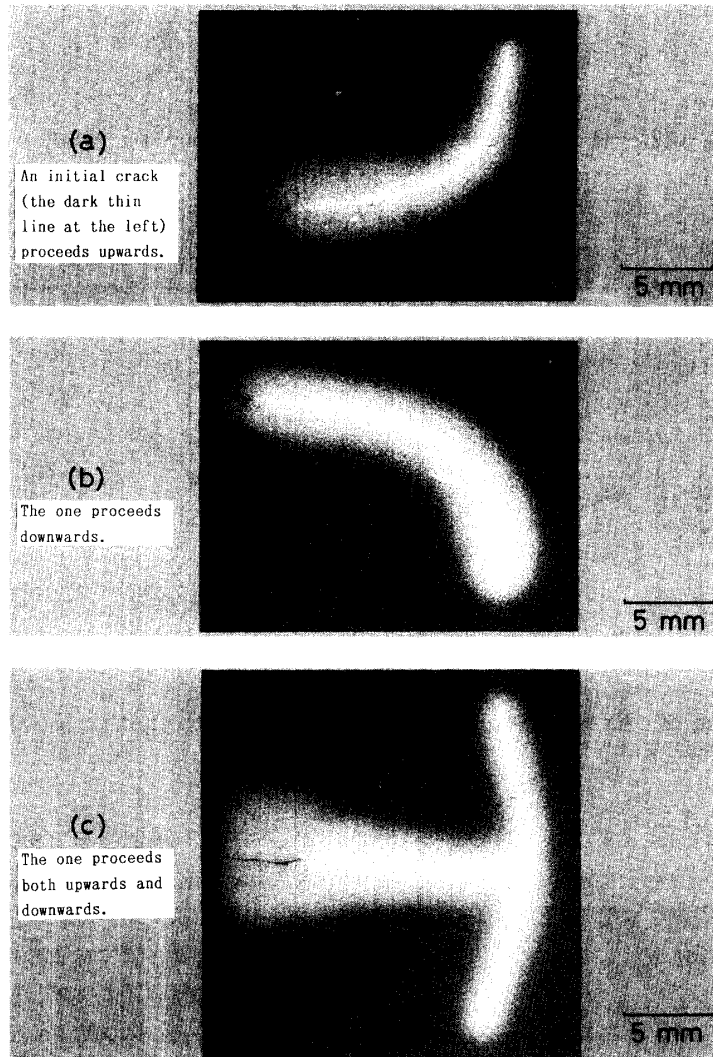 (a)
An initial crack
(the dark thin
line at the left)
proceeds upwards.
5 mm
(b)
The one proceeds
downwards.
5 mm
(c)
The one proceeds
both upwards and
downwards.
5 mm